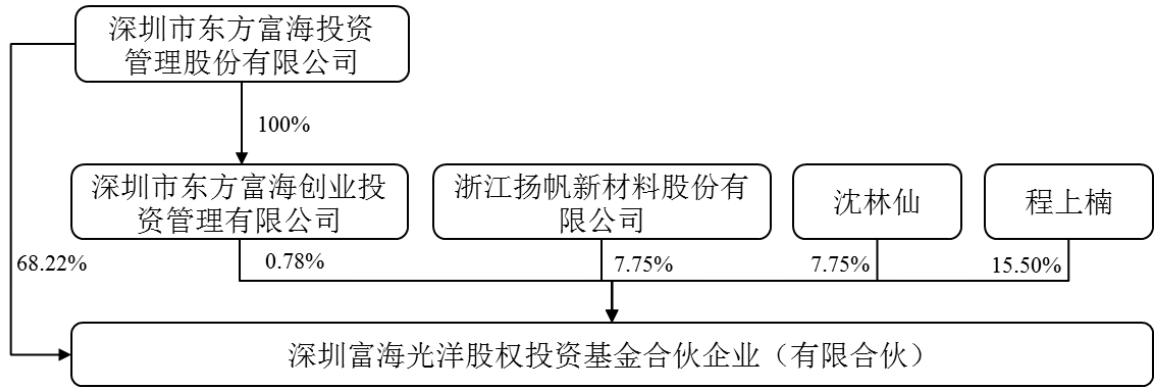 深圳市东方富海投资
管理股份有限公司
100%
深圳市东方富海创业投
资管理有限公司
浙江扬帆新材料股份有
限公司
沈林仙
程上楠
68.22%
0.78%
7.75%
7.75%
15.50%
深圳富海光洋股权投资基金合伙企业（有限合伙）